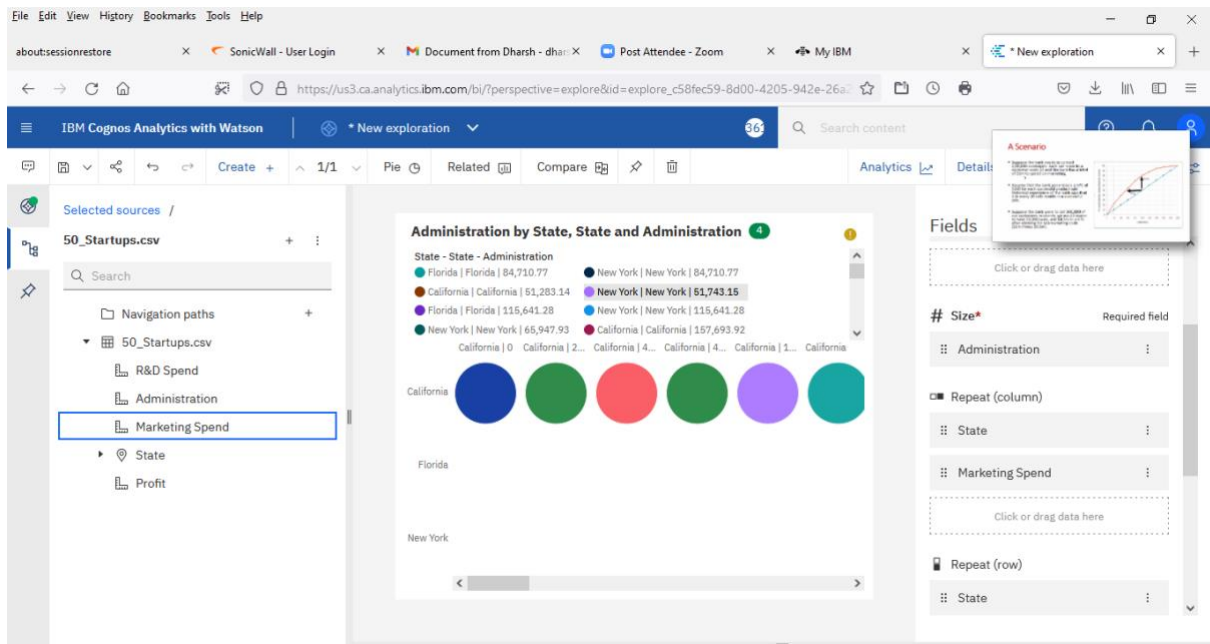 File Edit View History Bookmarks Tools Help
about:sessionrestore SonicWall - User Login Document from Dharsh - dhar Post Attendee - Zoom My IBM * New exploration
https://us3.ca.analytics.ibm.com/bi/?perspective=explore&id=explore_c58fec59-8d00-4205-942e-26a
IBM Cognos Analytics with Watson * New exploration Search content
Create + 1/1 Pie Related Compare Analytics Details
A Scenario
Selected sources /
50_Startups.csv
Search
Navigation paths
50_Startups.csv
R&D Spend
Administration
Marketing Spend
State
Profit
Administration by State, State and Administration 4
State - State - Administration
Florida | Florida | 84,710.77 New York | New York | 84,710.77
California | California | 51,283.14 New York | New York | 51,743.15
Florida | Florida | 115,641.28 New York | New York | 115,641.28
New York | New York | 65,947.93 California | California | 157,693.92
California | 0 California | 2... California | 4... California | 4... California | 1... California
California
Florida
New York
Fields
Click or drag data here
# Size* Required field
Administration
Repeat (column)
State
Marketing Spend
Click or drag data here
Repeat (row)
State